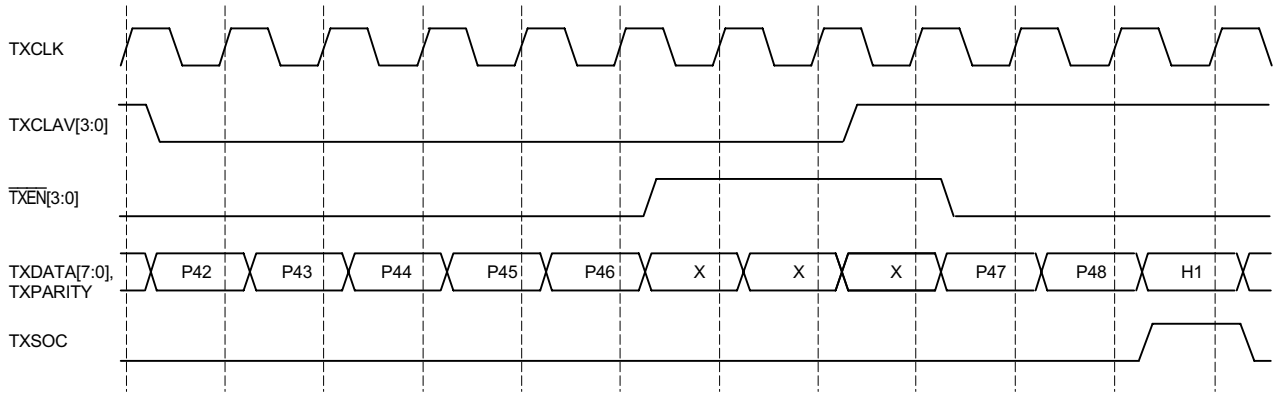 TXCLK
TXCLAV[3:0]
TXEN[3:0]
TXDATA[7:0],
TXPARITY
P42 P43 P44 P45 P46 X X X P47 P48 H1
TXSOC